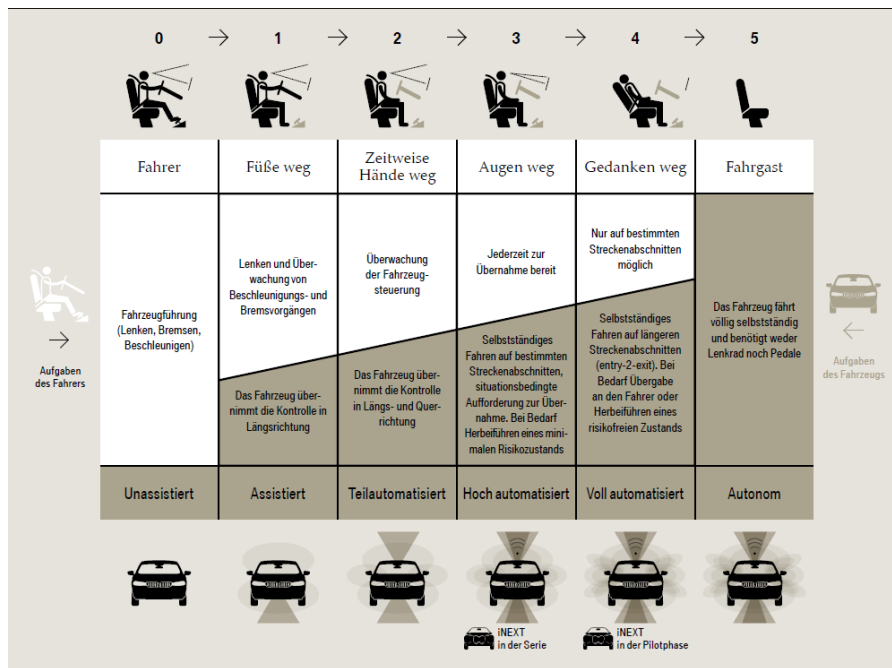 0
1
2
3
4
5
Fahrer
Füße weg
Zeitweise
Hände weg
Augen weg
Gedanken weg
Fahrgast
Aufgaben
des Fahrers
Fahrzeugführung
(Lenken, Bremsen,
Beschleunigen)
Lenken und Über-
wachung von
Beschleunigungs- und
Bremsvorgängen
Das Fahrzeug über-
nimmt die Kontrolle in
Längsrichtung
Überwachung
der Fahrzeug-
steuerung
Das Fahrzeug über-
nimmt die Kontrolle
in Längs- und Quer-
richtung
Jederzeit zur
Übernahme bereit
Selbstständiges
Fahren auf bestimmten
Streckenabschnitten,
situationsbedingte
Aufforderung zur Über-
nahme. Bei Bedarf
Herbeiführen eines mini-
malen Risikozustands
Nur auf bestimmten
Streckenabschnitten
möglich
Selbstständiges
Fahren auf längeren
Streckenabschnitten
(entry-2-exit). Bei
Bedarf Übergabe
an den Fahrer oder
Herbeiführen eines
risikofreien Zustands
Das Fahrzeug fährt
völlig selbstständig
und benötigt weder
Lenkrad noch Pedale
Aufgaben
des Fahrzeugs
Unassistiert
Assistiert
Teilautomatisiert
Hoch automatisiert
Voll automatisiert
Autonom
iNEXT
in der Serie
iNEXT
in der Pilotphase